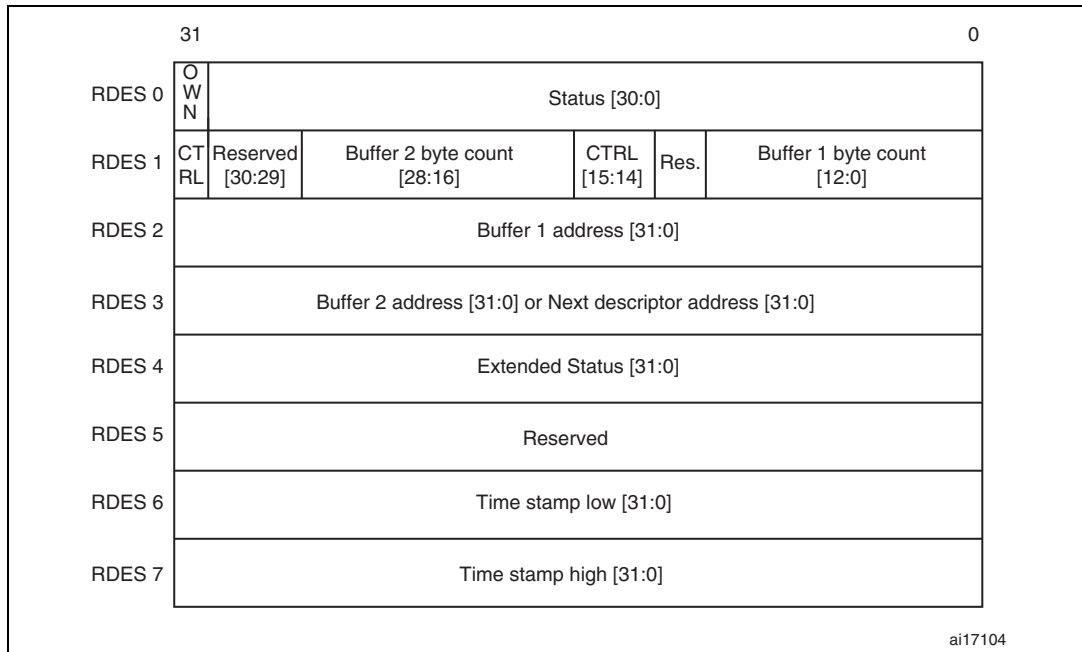 31 0
RDES 0 O W N Status [30:0]
RDES 1 CT RL Reserved [30:29] Buffer 2 byte count [28:16] CTRL [15:14] Res. Buffer 1 byte count [12:0]
RDES 2 Buffer 1 address [31:0]
RDES 3 Buffer 2 address [31:0] or Next descriptor address [31:0]
RDES 4 Extended Status [31:0]
RDES 5 Reserved
RDES 6 Time stamp low [31:0]
RDES 7 Time stamp high [31:0]
ai17104